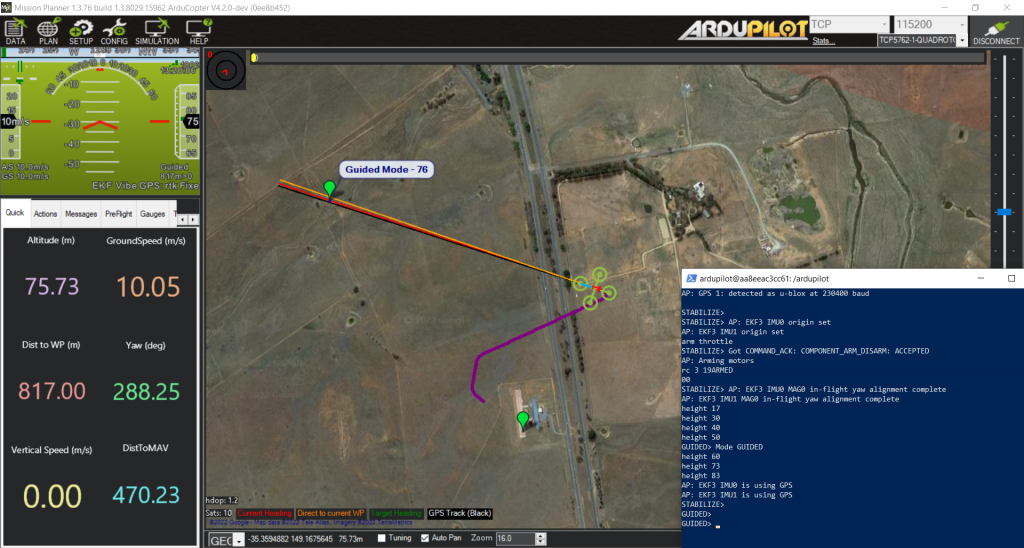 Mission Planner 1.3.76 build 1.3.8029.15962 ArduCopter V4.2.0-dev (0ee8b452)
DATA PLAN SETUP CONFIG SIMULATION HELP
ARDUPILOT
TCP 115200
Stats...
TCP5762-1-QUADROT
DISCONNECT
10m/s
75
AS 10.0m/s
GS 10.0m/s
Guided
817m>0
EKF Vibe GPS: rtk Fixe
Quick Actions Messages PreFlight Gauges T
Altitude (m) GroundSpeed (m/s)
75.73 10.05
Dist to WP (m) Yaw (deg)
817.00 288.25
Vertical Speed (m/s) DistToMAV
0.00 470.23
Guided Mode - 76
hdop: 1.2
Sats: 10 Current Heading Direct to current WP Target Heading GPS Track (Black)
GEO -35.3594882 149.1675645 75.73m Tuning Auto Pan Zoom 16.0
ardupilot@aa8eeac3cc61: /ardupilot
AP: GPS 1: detected as u-blox at 230400 baud
STABILIZE>
STABILIZE> AP: EKF3 IMU0 origin set
AP: EKF3 IMU1 origin set
arm throttle
STABILIZE> Got COMMAND_ACK: COMPONENT_ARM_DISARM: ACCEPTED
AP: Arming motors
rc 3 19ARMED
00
STABILIZE> AP: EKF3 IMU0 MAG0 in-flight yaw alignment complete
AP: EKF3 IMU1 MAG0 in-flight yaw alignment complete
height 17
height 30
height 40
height 50
GUIDED> Mode GUIDED
height 60
height 73
height 83
AP: EKF3 IMU0 is using GPS
AP: EKF3 IMU1 is using GPS
STABILIZE>
GUIDED>
GUIDED>